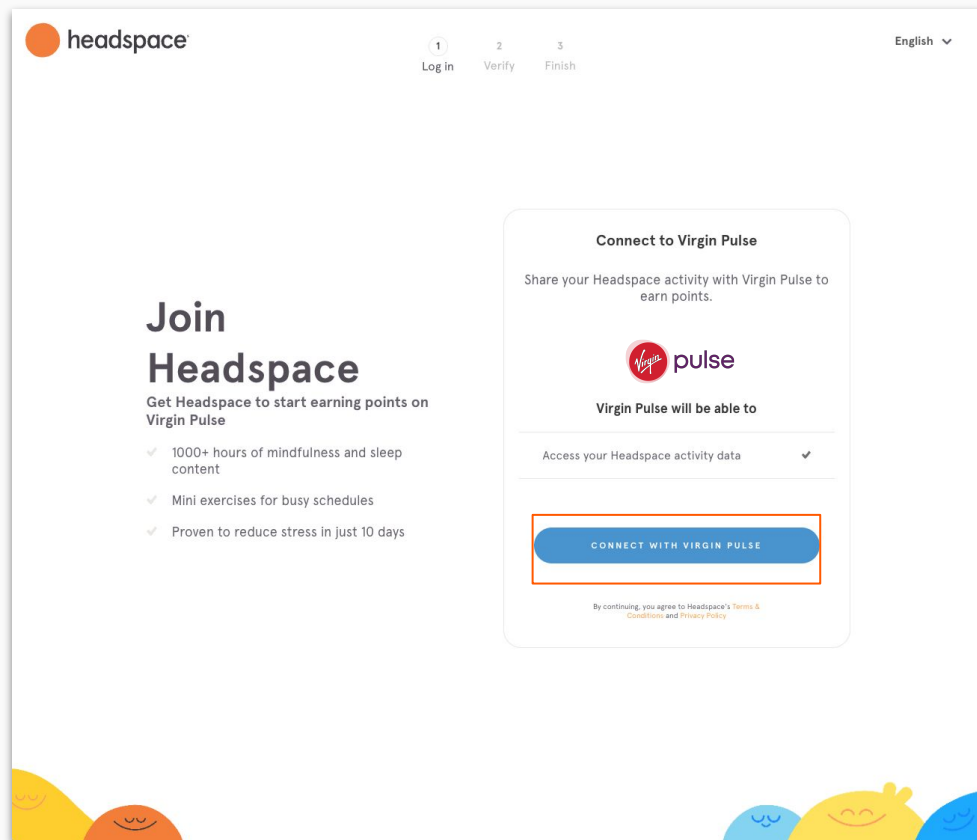 headspace
1
2
3
Log in
Verify
Finish
English
Join
Headspace
Get Headspace to start earning points on
Virgin Pulse
1000+ hours of mindfulness and sleep
content
Mini exercises for busy schedules
Proven to reduce stress in just 10 days
Connect to Virgin Pulse
Share your Headspace activity with Virgin Pulse to
earn points.
Virgin pulse
Virgin Pulse will be able to
Access your Headspace activity data
CONNECT WITH VIRGIN PULSE
By continuing, you agree to Headspace's Terms &
Conditions and Privacy Policy